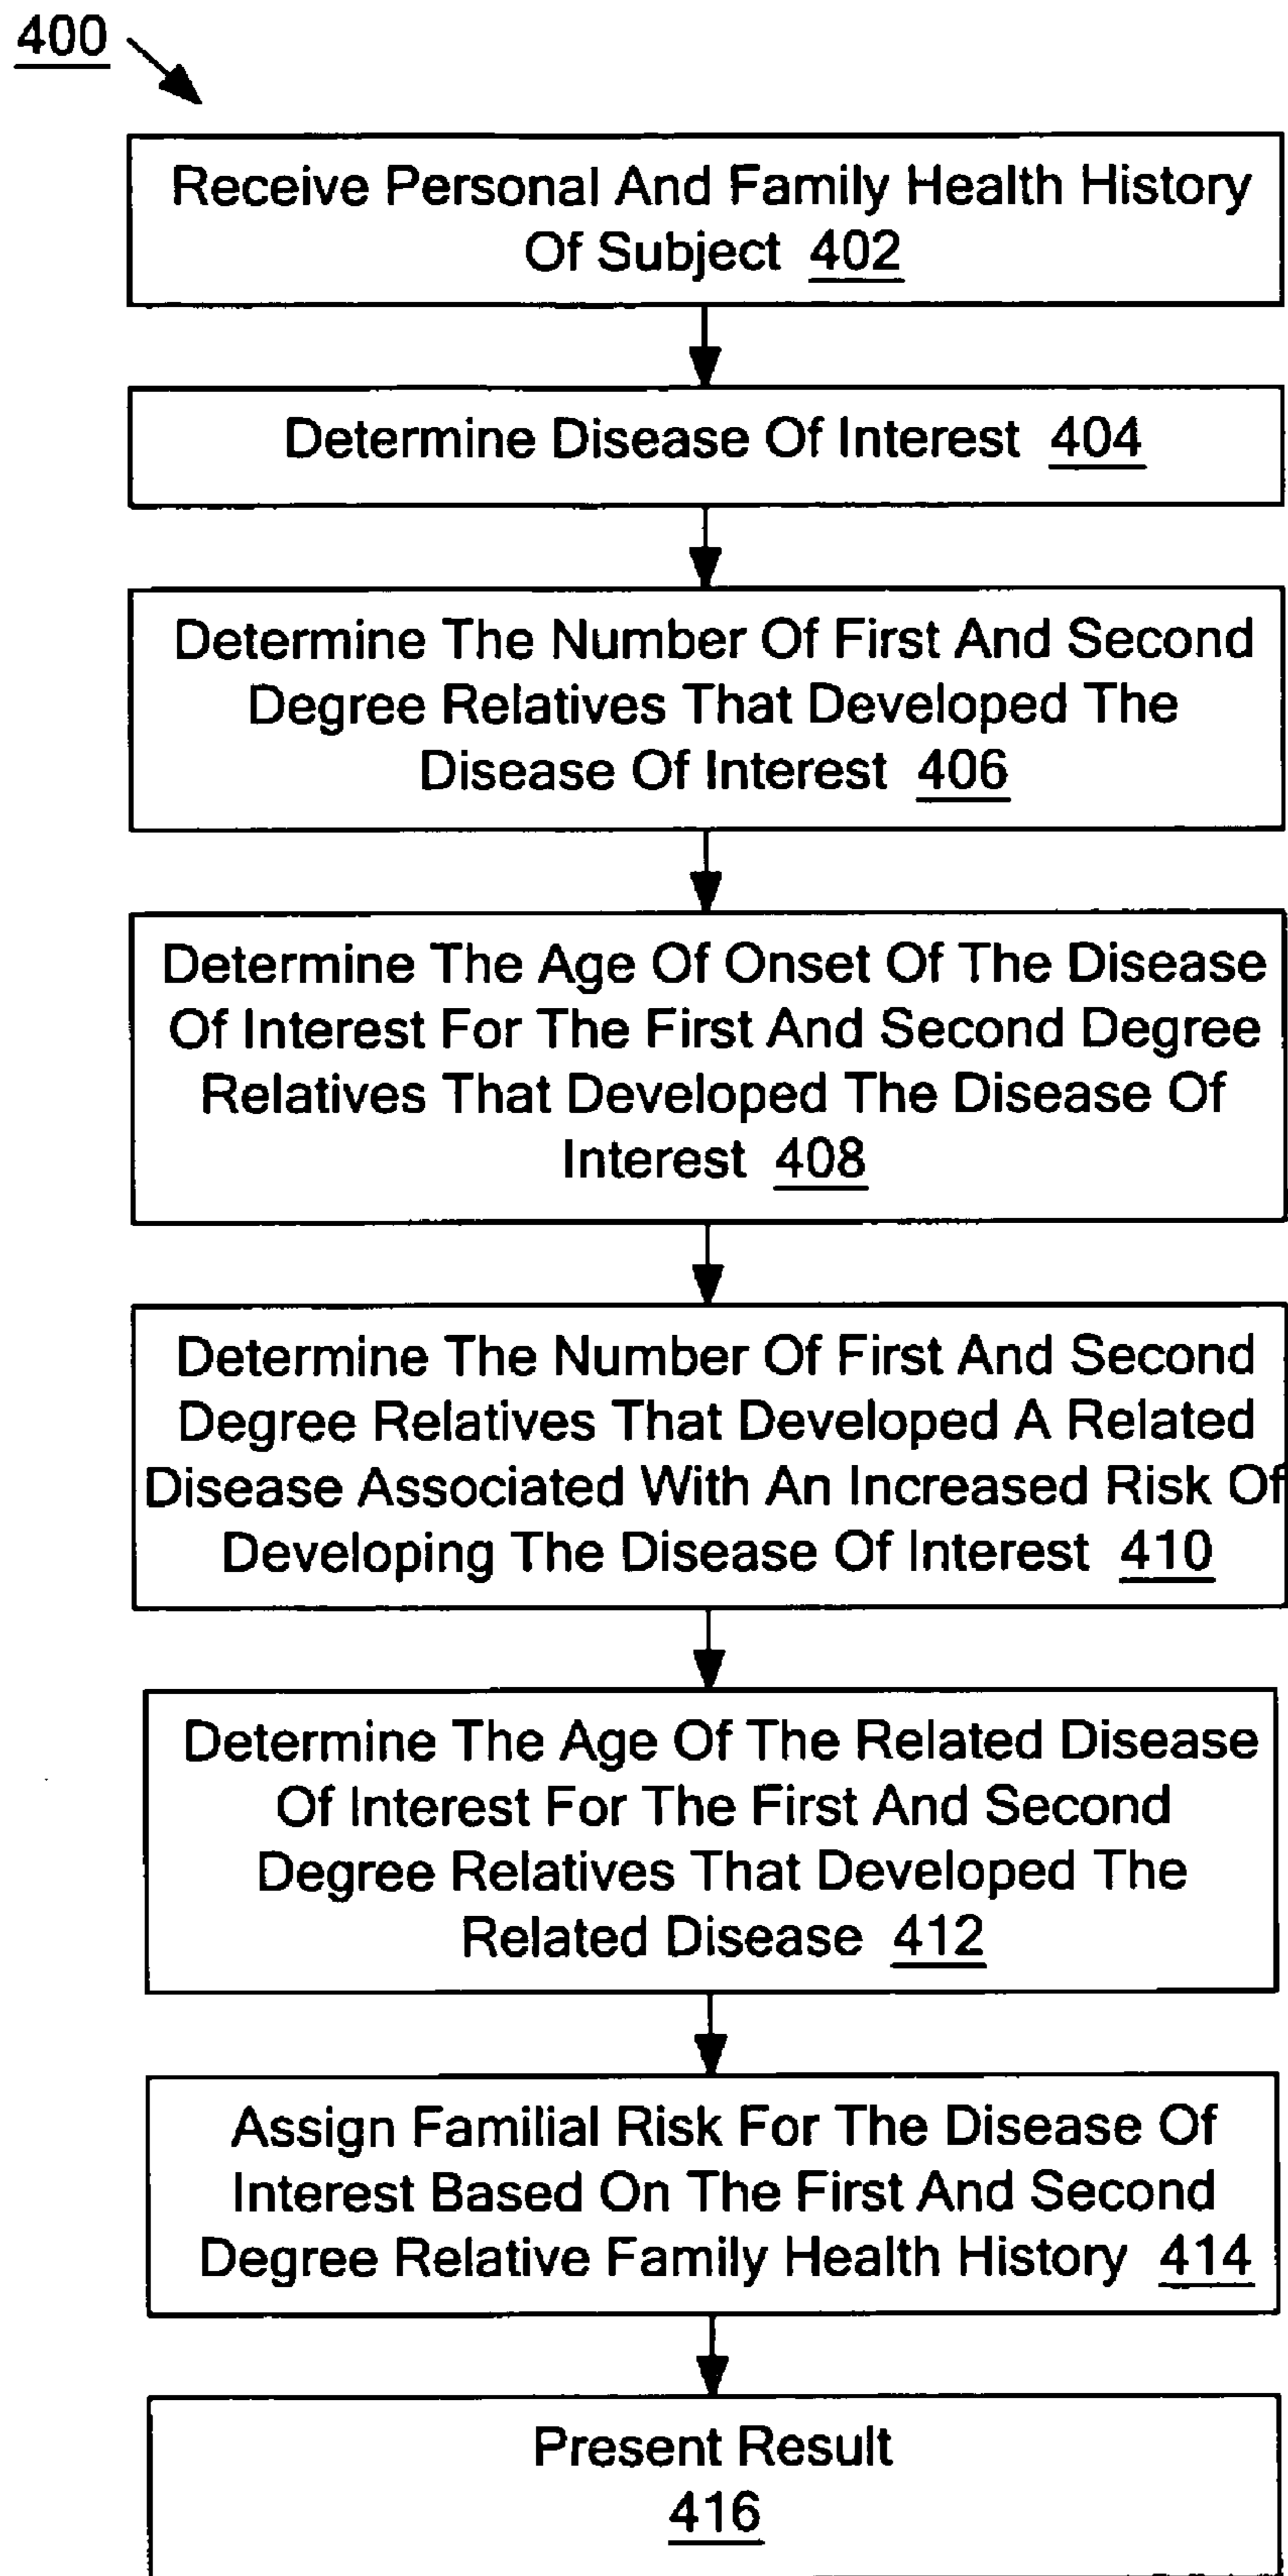 400
Receive Personal And Family Health History
Of Subject 402
Determine Disease Of Interest 404
Determine The Number Of First And Second
Degree Relatives That Developed The
Disease Of Interest 406
Determine The Age Of Onset Of The Disease
Of Interest For The First And Second Degree
Relatives That Developed The Disease Of
Interest 408
Determine The Number Of First And Second
Degree Relatives That Developed A Related
Disease Associated With An Increased Risk Of
Developing The Disease Of Interest 410
Determine The Age Of The Related Disease
Of Interest For The First And Second
Degree Relatives That Developed The
Related Disease 412
Assign Familial Risk For The Disease Of
Interest Based On The First And Second
Degree Relative Family Health History 414
Present Result
416